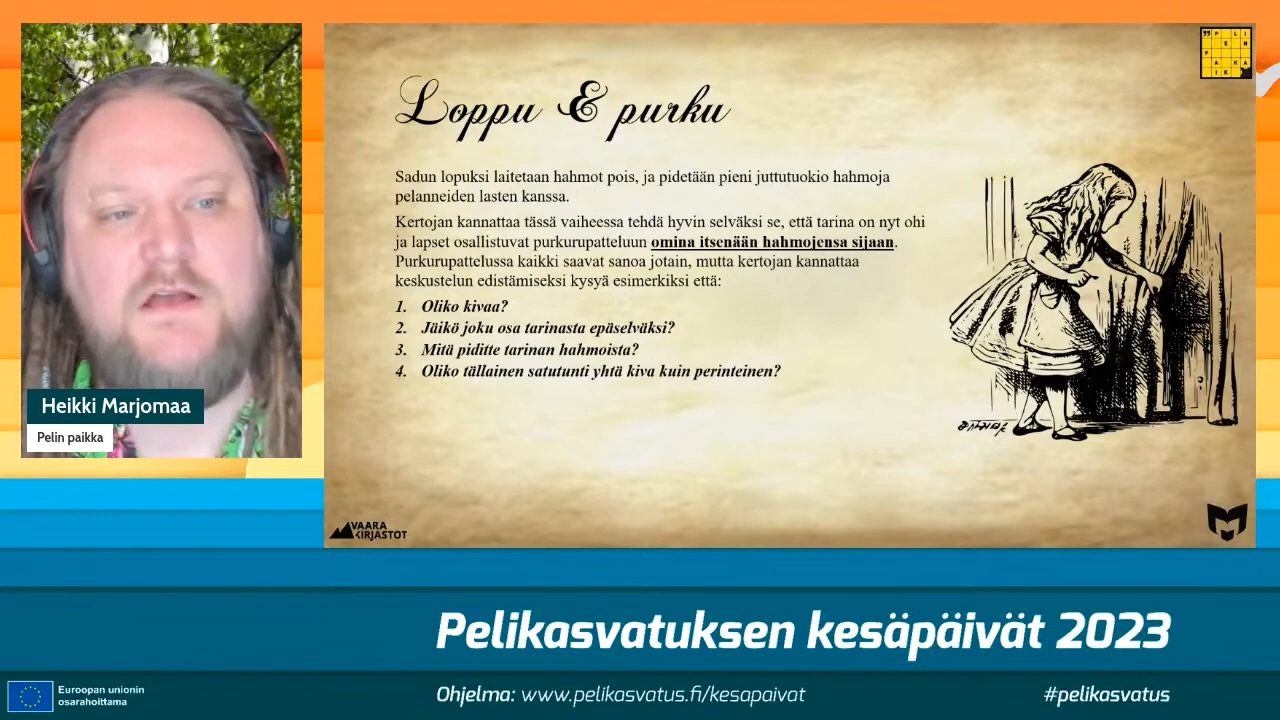 Loppu & purku
Sadun lopuksi laitetaan hahmot pois, ja pidetään pieni juttutuokio hahmoja
pelanneiden lasten kanssa.
Kertojan kannattaa tässä vaiheessa tehdä hyvin selväksi se, että tarina on nyt ohi
ja lapset osallistuvat purkurupatteluun omina itsenään hahmojensa sijaan.
Purkurupattelussa kaikki saavat sanoa jotain, mutta kertojan kannattaa
keskustelun edistämiseksi kysyä esimerkiksi että:
1. Oliko kivaa?
2. Jäikö joku osa tarinasta epäselväksi?
3. Mitä piditte tarinan hahmoista?
4. Oliko tällainen satutunti yhtä kiva kuin perinteinen?
VAARA
KIRJASTOT
Heikki Marjomaa
Pelin paikka
Pelikasvatuksen kesäpäivät 2023
Euroopan unionin
osarahoittama
Ohjelma: www.pelikasvatus.fi/kesapaivat
#pelikasvatus